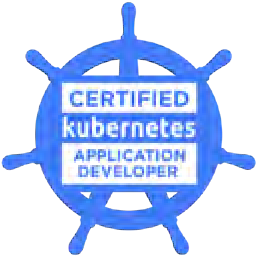 CERTIFIED
kubernetes
APPLICATION
DEVELOPER